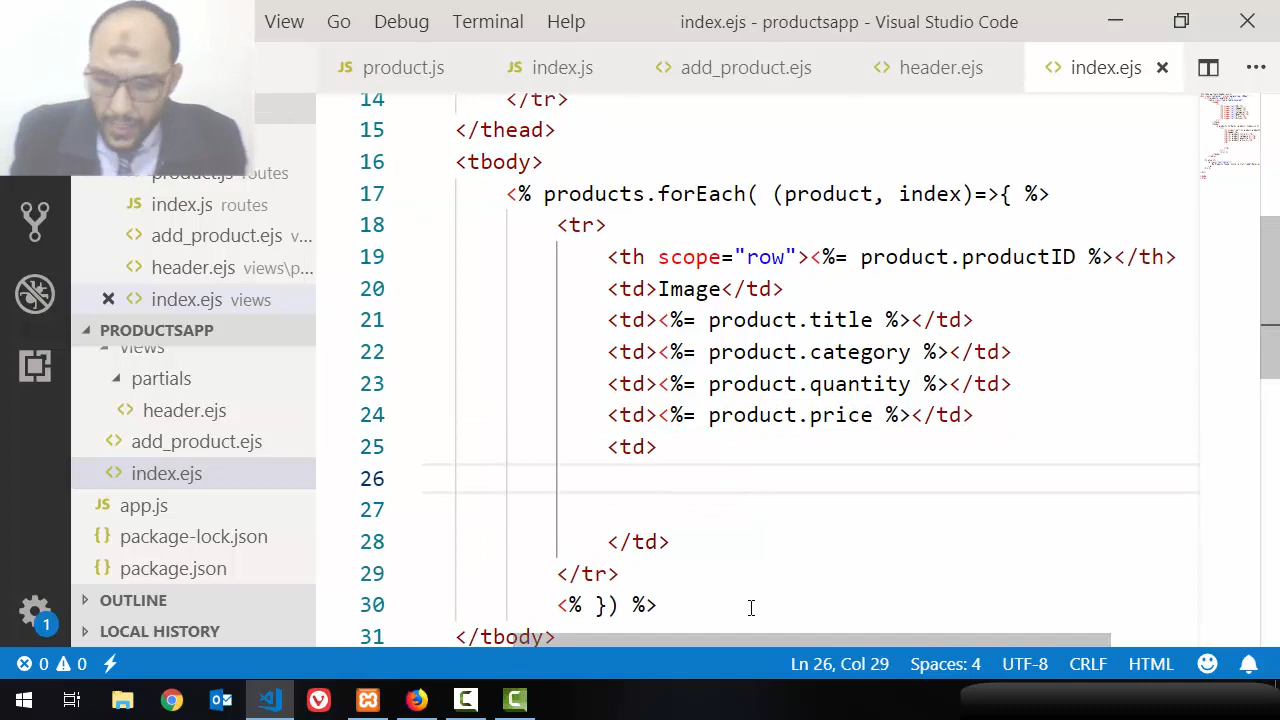 View Go Debug Terminal Help index.ejs - productsapp - Visual Studio Code
product.js index.js add_product.ejs header.ejs index.ejs
product.js routes
index.js routes
add_product.ejs v...
header.ejs views\p...
index.ejs views
PRODUCTSAPP
views
partials
header.ejs
add_product.ejs
index.ejs
app.js
package-lock.json
package.json
OUTLINE
LOCAL HISTORY
1
14 </tr>
15 </thead>
16 <tbody>
17 <% products.forEach( (product, index)=>{ %>
18 <tr>
19 <th scope="row"><%= product.productID %></th>
20 <td>Image</td>
21 <td><%= product.title %></td>
22 <td><%= product.category %></td>
23 <td><%= product.quantity %></td>
24 <td><%= product.price %></td>
25 <td>
26
27
28 </td>
29 </tr>
30 <% }) %>
31 </tbody>
0 0 Ln 26, Col 29 Spaces: 4 UTF-8 CRLF HTML